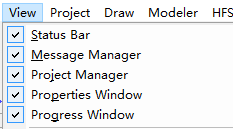 View Project Draw Modeler HFS
Status Bar
Message Manager
Project Manager
Properties Window
Progress Window